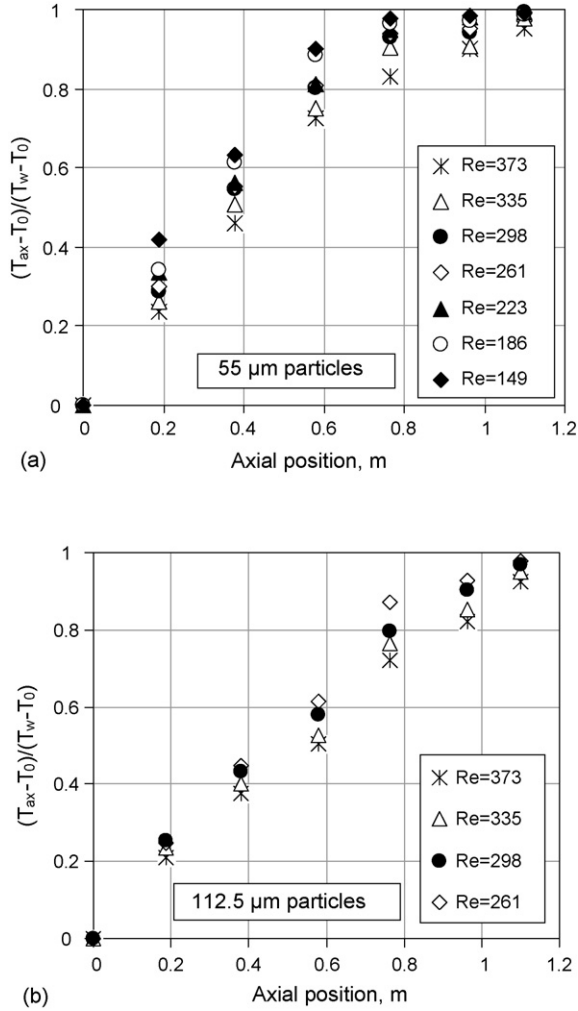 1
0.8
0.6
0.4
0.2
0
(Tax-T0)/(Tw-T0)
Re=373
Re=335
Re=298
Re=261
Re=223
Re=186
Re=149
55 µm particles
0 0.2 0.4 0.6 0.8 1 1.2
(a)
Axial position, m
1
0.8
0.6
0.4
0.2
0
(Tax-T0)/(Tw-T0)
Re=373
Re=335
Re=298
Re=261
112.5 µm particles
0 0.2 0.4 0.6 0.8 1 1.2
(b)
Axial position, m